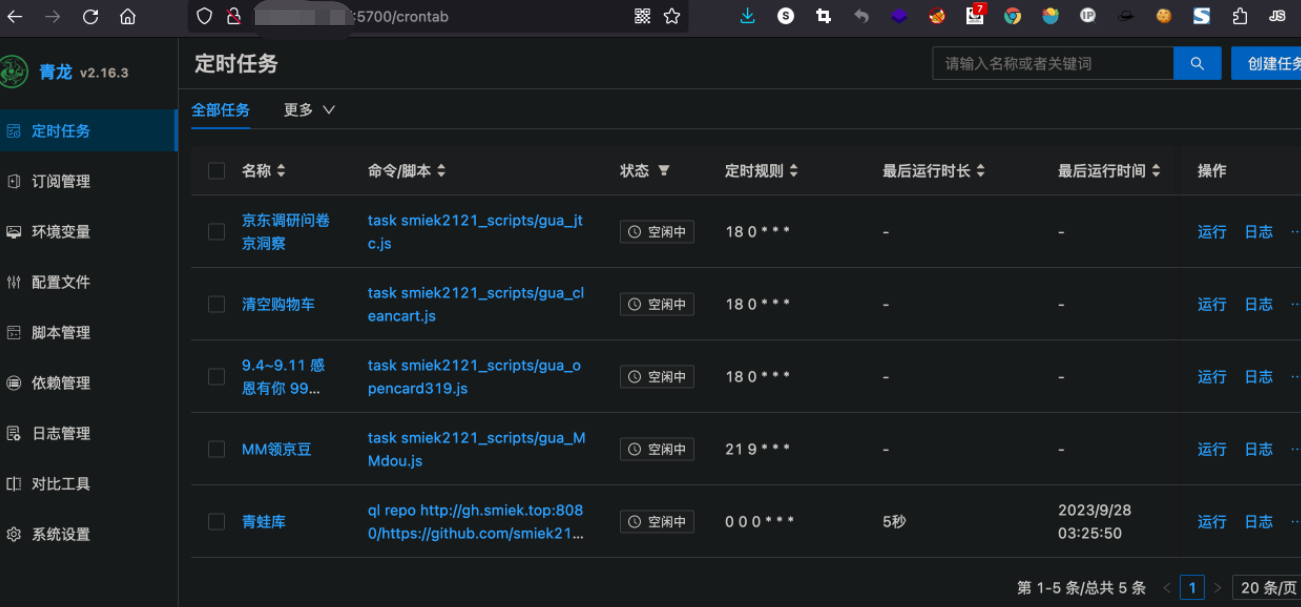 :5700/crontab
S
7
IP
S
JS
青龙 v2.16.3
定时任务
请输入名称或者关键词
创建任务
全部任务
更多
定时任务
订阅管理
环境变量
配置文件
脚本管理
依赖管理
日志管理
对比工具
系统设置
名称 命令/脚本 状态 定时规则 最后运行时长 最后运行时间 操作
京东调研问卷
京洞察
task smiek2121_scripts/gua_jt
c.js
空闲中
18 0 * * *
-
-
运行 日志 ...
清空购物车
task smiek2121_scripts/gua_cl
eancart.js
空闲中
18 0 * * *
-
-
运行 日志 ...
9.4~9.11 感
恩有你 99...
task smiek2121_scripts/gua_o
pencard319.js
空闲中
18 0 * * *
-
-
运行 日志 ...
MM领京豆
task smiek2121_scripts/gua_M
Mdou.js
空闲中
21 9 * * *
-
-
运行 日志 ...
青蛙库
ql repo http://gh.smiek.top:808
0/https://github.com/smiek21...
空闲中
0 0 0 * * *
5秒
2023/9/28
03:25:50
运行 日志 ...
第 1-5 条/总共 5 条 < 1 > 20 条/页